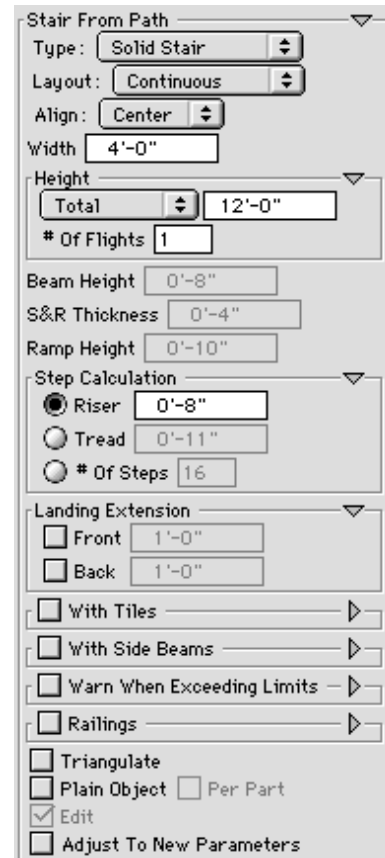 Stair From Path
Type: Solid Stair
Layout: Continuous
Align: Center
Width 4'-0"
Height
Total 12'-0"
# Of Flights 1
Beam Height 0'-8"
S&R Thickness 0'-4"
Ramp Height 0'-10"
Step Calculation
Riser 0'-8"
Tread 0'-11"
# Of Steps 16
Landing Extension
Front 1'-0"
Back 1'-0"
With Tiles
With Side Beams
Warn When Exceeding Limits
Railings
Triangulate
Plain Object Per Part
Edit
Adjust To New Parameters